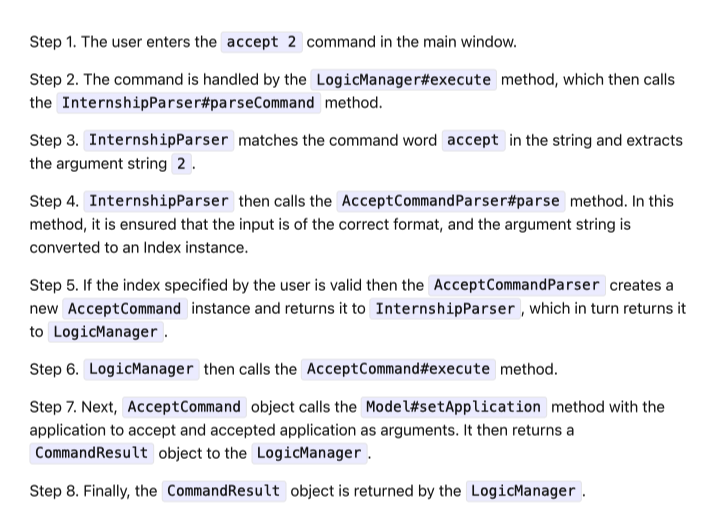 Step 1. The user enters the accept 2 command in the main window.
Step 2. The command is handled by the LogicManager#execute method, which then calls
the InternshipParser#parseCommand method.
Step 3. InternshipParser matches the command word accept in the string and extracts
the argument string 2 .
Step 4. InternshipParser then calls the AcceptCommandParser#parse method. In this
method, it is ensured that the input is of the correct format, and the argument string is
converted to an Index instance.
Step 5. If the index specified by the user is valid then the AcceptCommandParser creates a
new AcceptCommand instance and returns it to InternshipParser , which in turn returns it
to LogicManager .
Step 6. LogicManager then calls the AcceptCommand#execute method.
Step 7. Next, AcceptCommand object calls the Model#setApplication method with the
application to accept and accepted application as arguments. It then returns a
CommandResult object to the LogicManager .
Step 8. Finally, the CommandResult object is returned by the LogicManager .